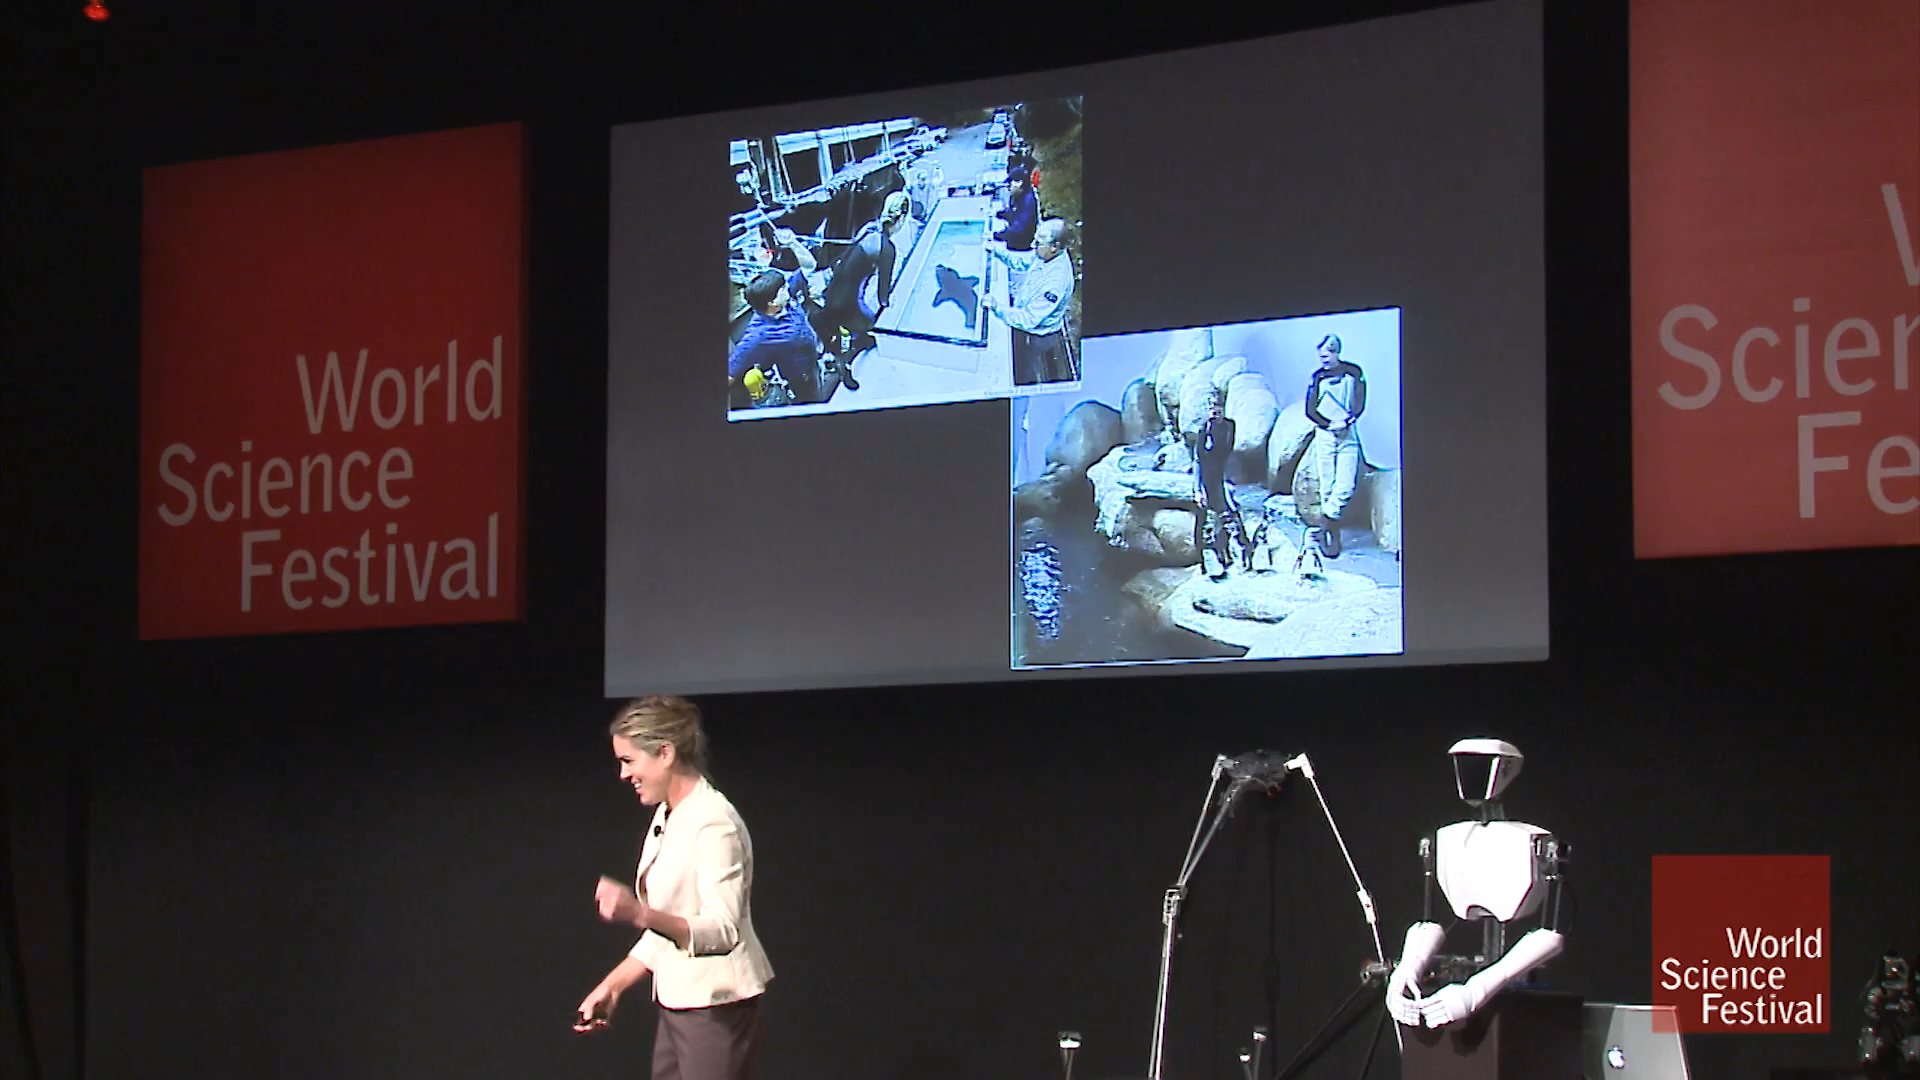 World
Science
Festival
Scien
Fe
World
Science
Festival